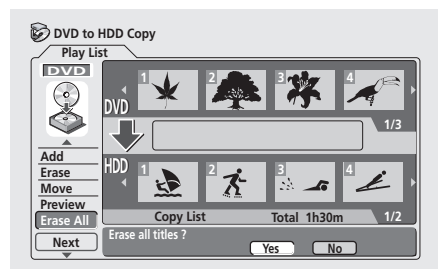 DVD to HDD Copy
Play List
DVD
1 2 3 4
DVD
1/3
Add
Erase
Move
Preview
Erase All
Next
HDD
1 2 3 4
Copy List Total 1h30m 1/2
Erase all titles ?
Yes No